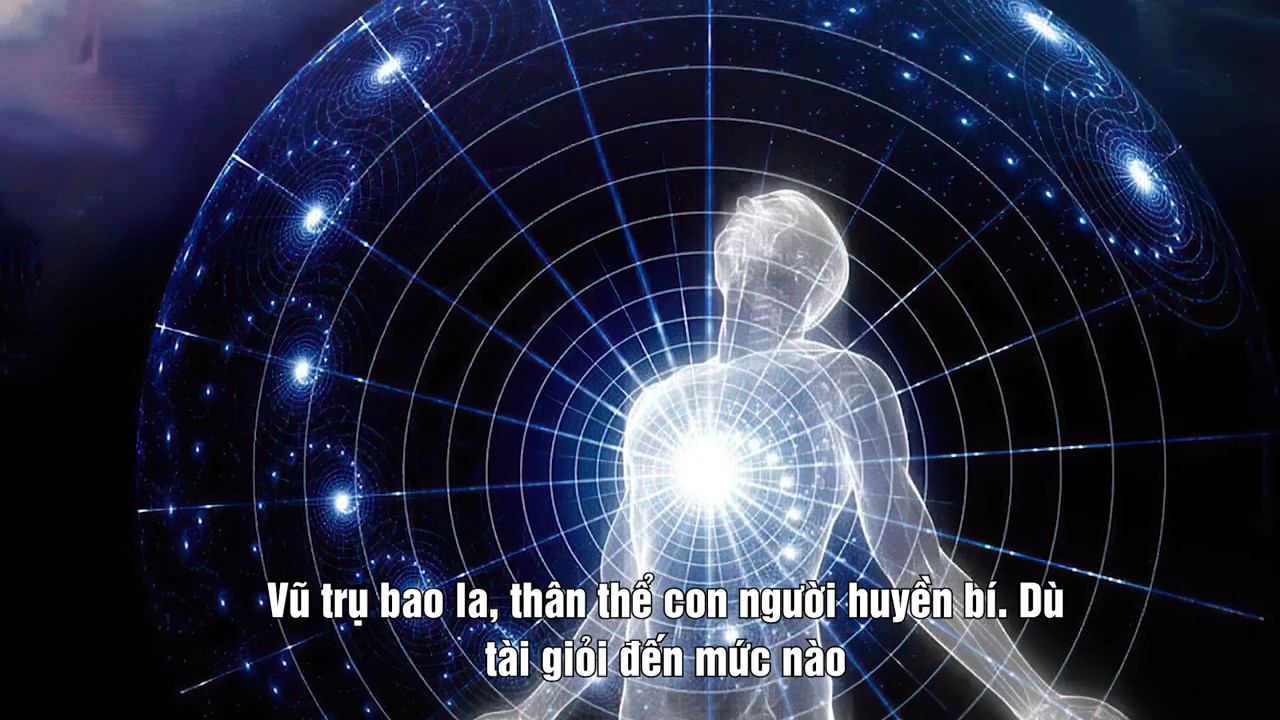 Vũ trụ bao la, thân thể con người huyền bí. Dù
tài giỏi đến mức nào